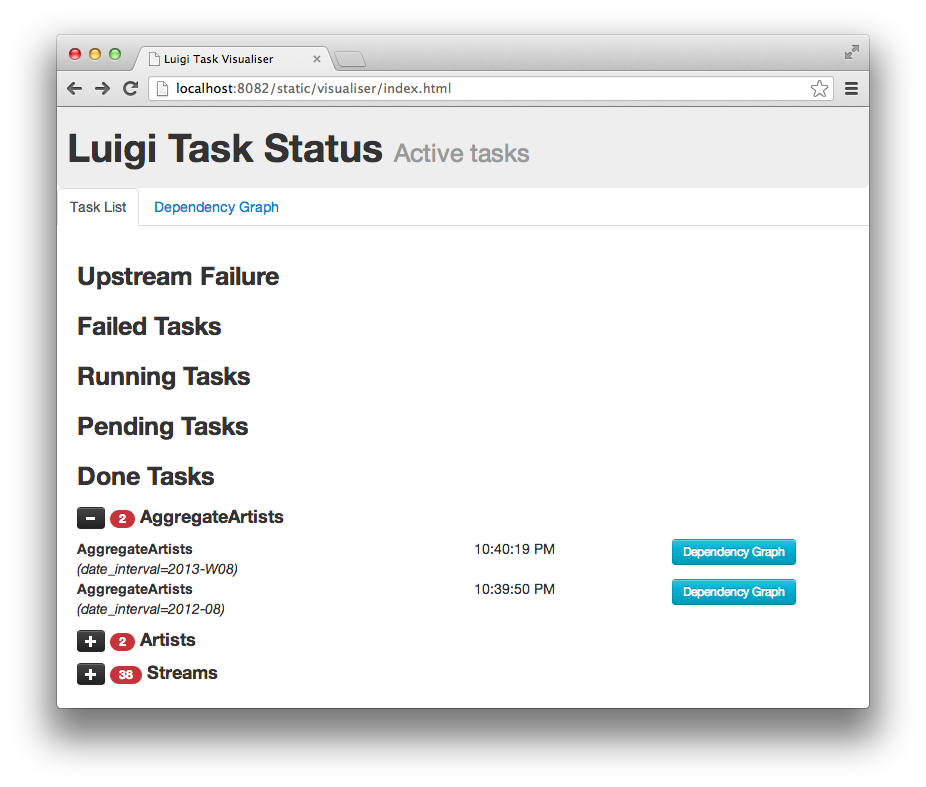 Luigi Task Visualiser
localhost:8082/static/visualiser/index.html
Luigi Task Status Active tasks
Task List Dependency Graph
Upstream Failure
Failed Tasks
Running Tasks
Pending Tasks
Done Tasks
2 AggregateArtists
AggregateArtists 10:40:19 PM Dependency Graph
(date_interval=2013-W08)
AggregateArtists 10:39:50 PM Dependency Graph
(date_interval=2012-08)
2 Artists
38 Streams